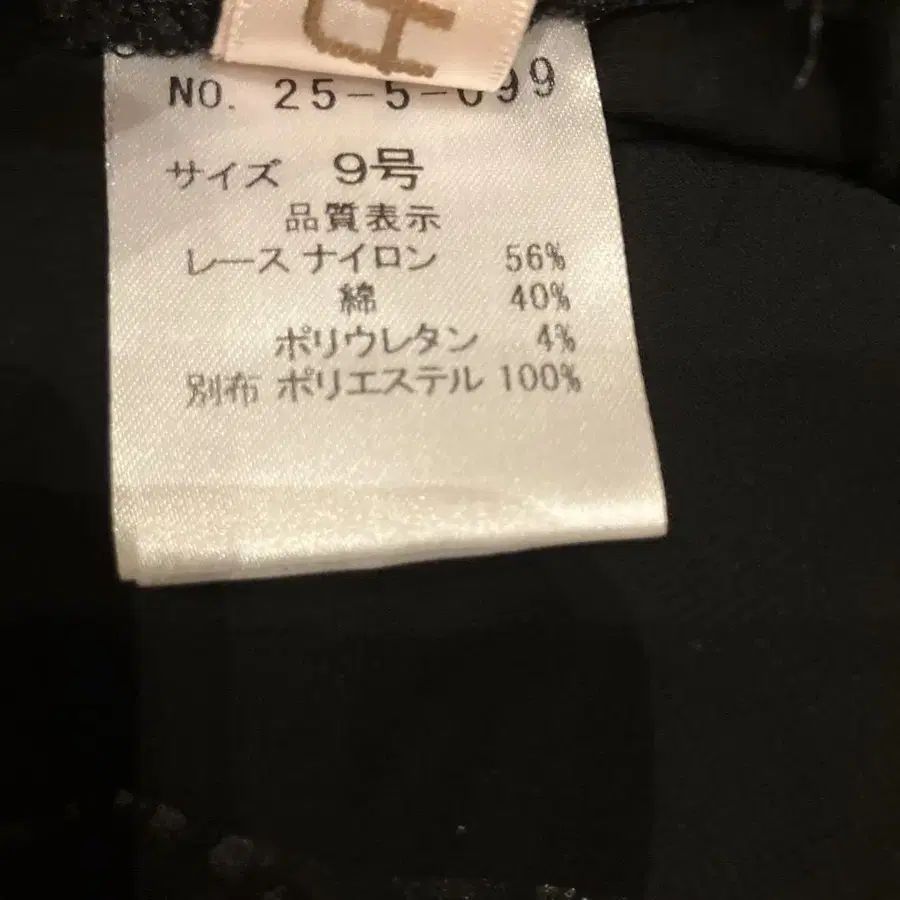 NO. 25-5-099
サイズ 9号
品質表示
レース ナイロン 56%
綿 40%
ポリウレタン 4%
別布 ポリエステル 100%